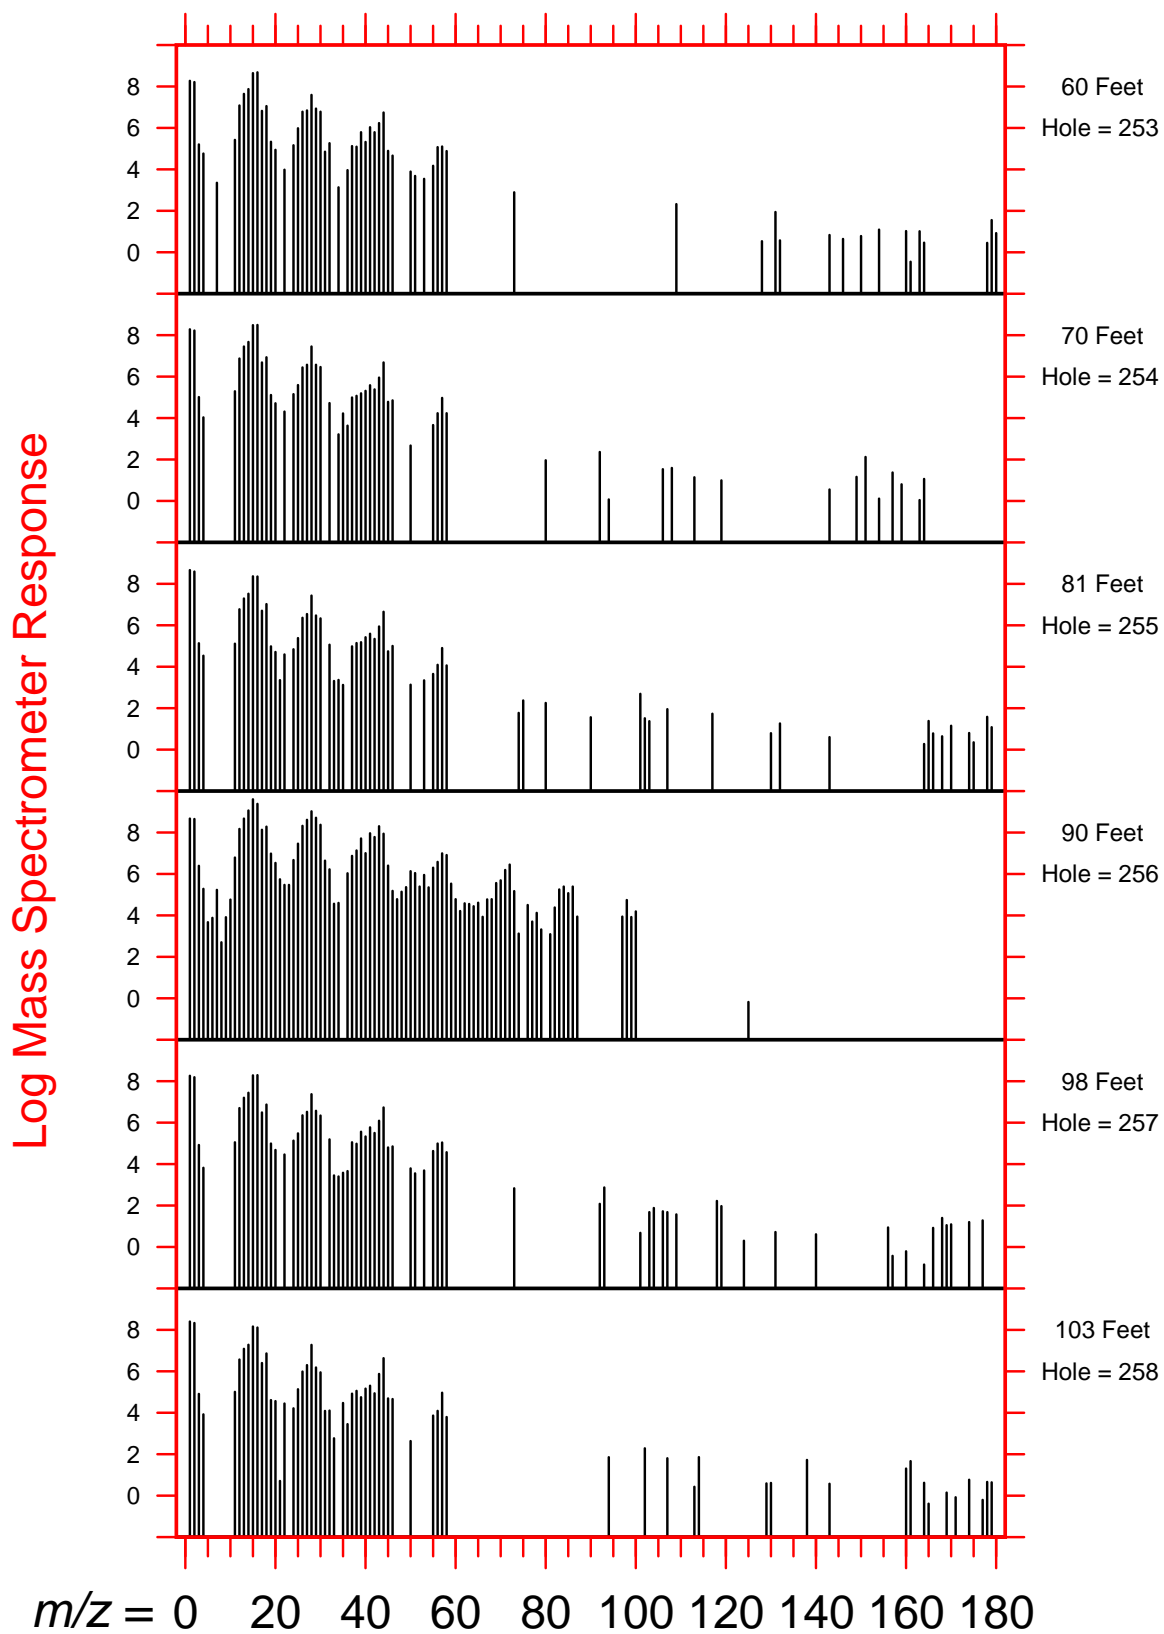 8
6
4
2
0
60 Feet
Hole = 253
8
6
4
2
0
70 Feet
Hole = 254
8
6
4
2
0
81 Feet
Hole = 255
8
6
4
2
0
90 Feet
Hole = 256
8
6
4
2
0
98 Feet
Hole = 257
8
6
4
2
0
103 Feet
Hole = 258
Log Mass Spectrometer Response
m/z = 0 20 40 60 80 100 120 140 160 180